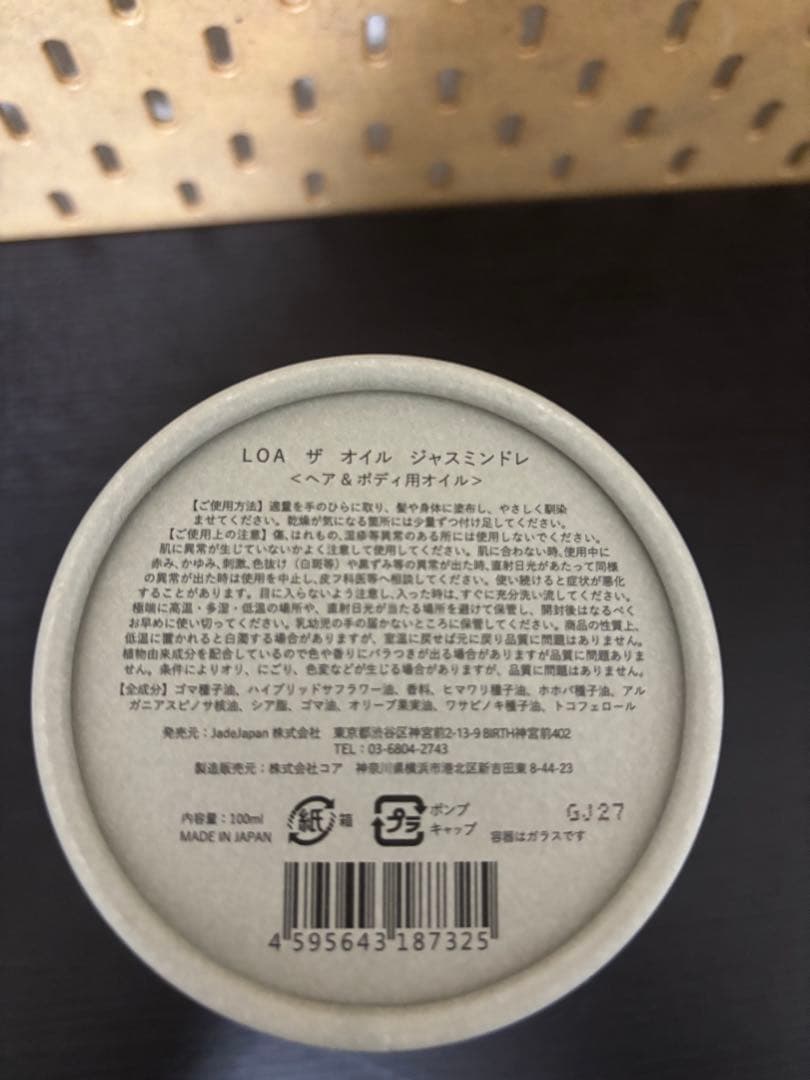 LOA ザ オイル ジャスミンドレ
＜ヘア＆ボディ用オイル＞
【ご使用方法】適量を手のひらに取り、髪や身体に塗布し、やさしく馴染
ませてください。乾燥が気になる箇所には少量ずつ付け足してください。
【ご使用上の注意】傷、はれもの、湿疹等異常のある所には使用しないでください。
肌に異常が生じていないかよく注意して使用してください。肌に合わない時、使用中に
赤み、かゆみ、刺激、色抜け（白斑等）や黒ずみ等の異常が出た時、直射日光があたって同様
の異常が出た時は使用を中止し、皮フ科医等へ相談してください。使い続けると症状が悪化
することがあります。目に入らないよう注意し、入った時は、すぐに充分洗い流してください。
極端に高温・多湿・低温の場所や、直射日光が当たる場所を避けて保管し、開封後はなるべく
お早めに使い切ってください。乳幼児の手の届かないところに保管してください。商品の性質上、
低温に置かれると白濁する場合がありますが、室温に戻せば元に戻り品質に問題はありません。
植物由来成分を配合しているので色や香りにバラつきが出る場合がありますが品質に問題ありま
せん。条件によりオリ、にごり、色変などが生じる場合がありますが、品質に問題はありません。
【全成分】ゴマ種子油、ハイブリッドサフラワー油、香料、ヒマワリ種子油、ホホバ種子油、アル
ガニアスピノサ核油、シア脂、ゴマ油、オリーブ果実油、ワサビノキ種子油、トコフェロール
発売元：JadeJapan 株式会社 東京都渋谷区神宮前2-13-9 BIRTH神宮前402
TEL：03-6804-2743
製造販売元：株式会社コア 神奈川県横浜市港北区新吉田東 8-44-23
内容量：100ml
MADE IN JAPAN
紙 箱
プラ ポンプ
キャップ
容器はガラスです
GJ27
4 595643 187325